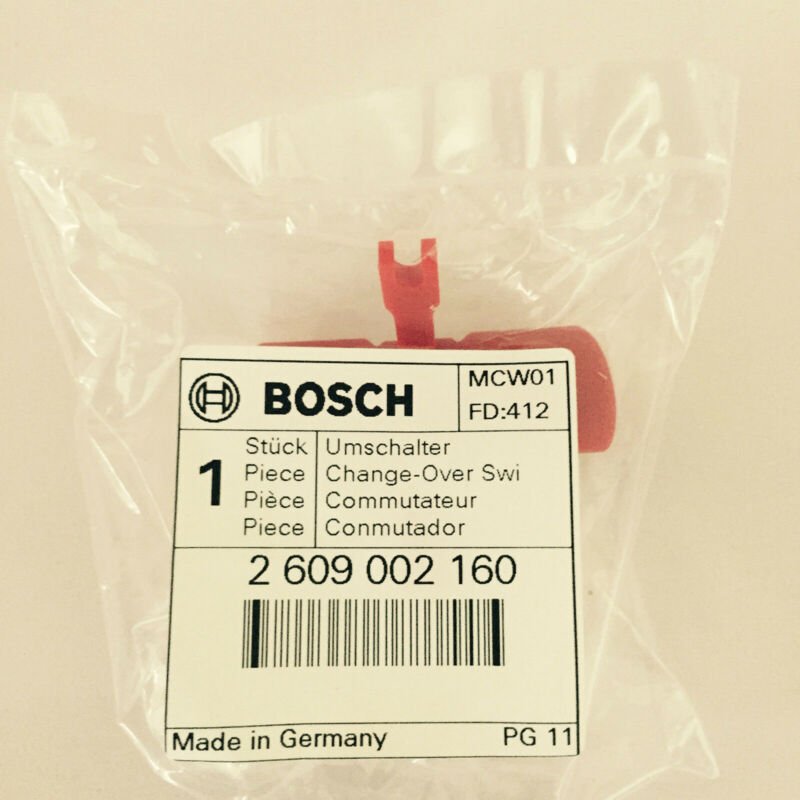 BOSCH
MCW01
FD:412
1
Stück Umschalter
Piece Change-Over Swi
Pièce Commutateur
Piece Conmutador
2 609 002 160
Made in Germany PG 11